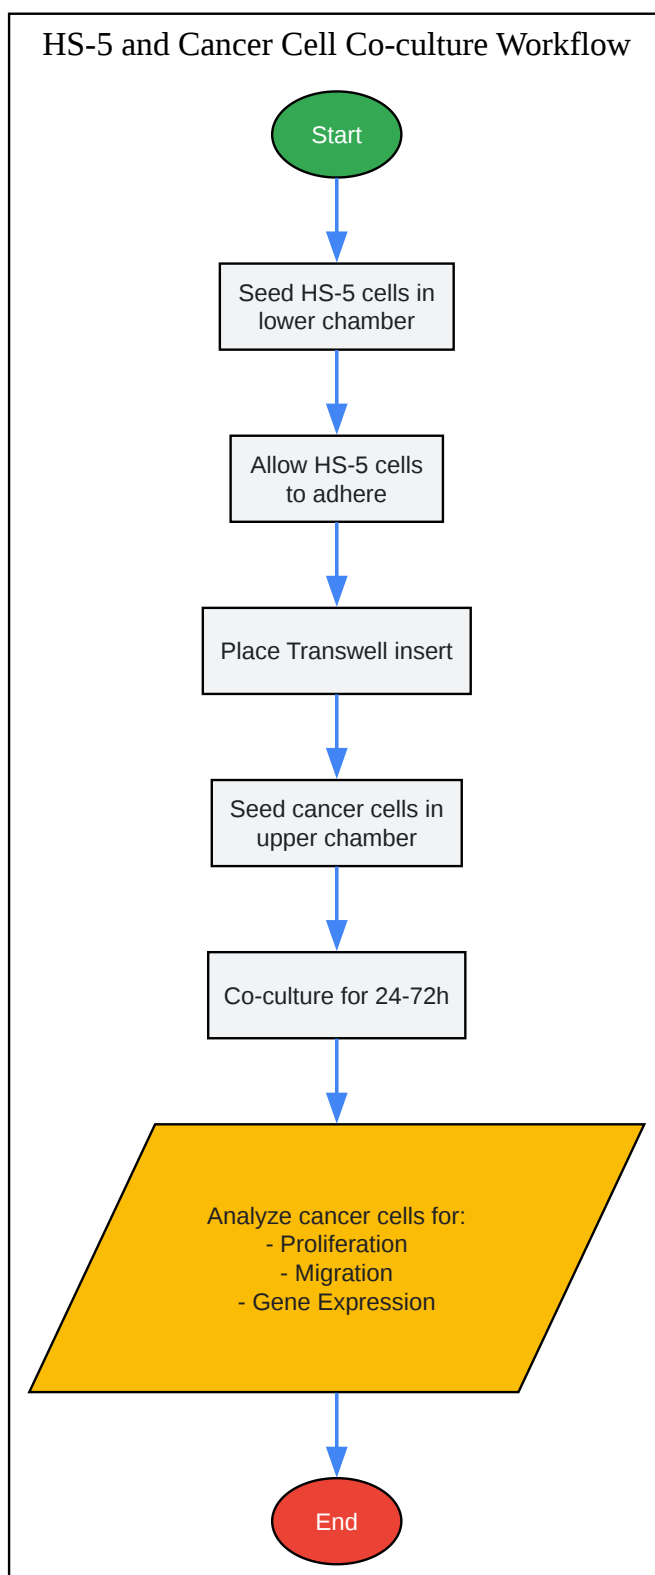 HS-5 and Cancer Cell Co-culture Workflow
Start
Seed HS-5 cells in
lower chamber
Allow HS-5 cells
to adhere
Place Transwell insert
Seed cancer cells in
upper chamber
Co-culture for 24-72h
Analyze cancer cells for:
- Proliferation
- Migration
- Gene Expression
End